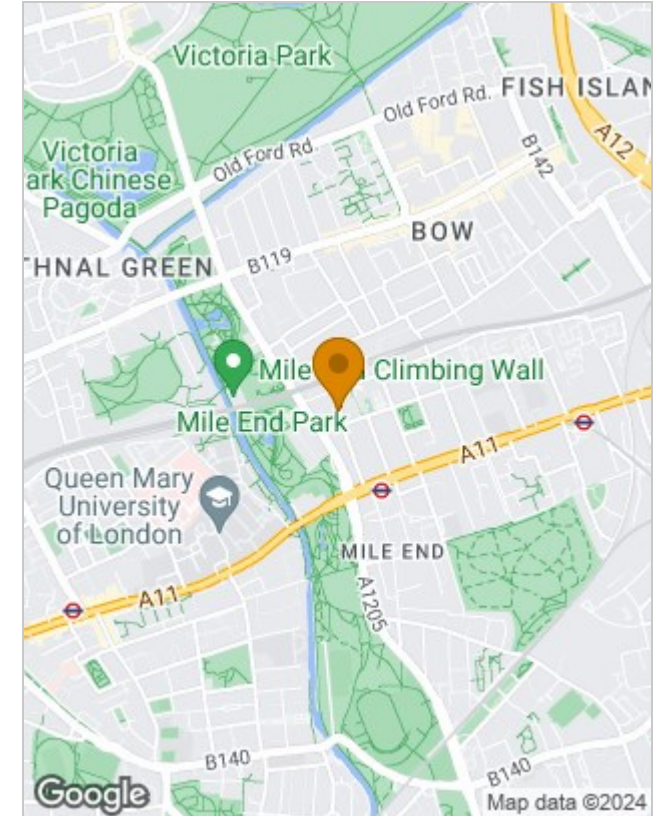 Victoria Park
FISH ISLAN
Old Ford Rd.
A12
B142
Victoria
ark Chinese
Pagoda
Old Ford Rd.
BOW
THNAL GREEN
B119
Mile
Climbing Wall
Mile End Park
A11
Queen Mary
University
of London
MILE END
A11
A1205
B140
B140
Google
Map data ©2024